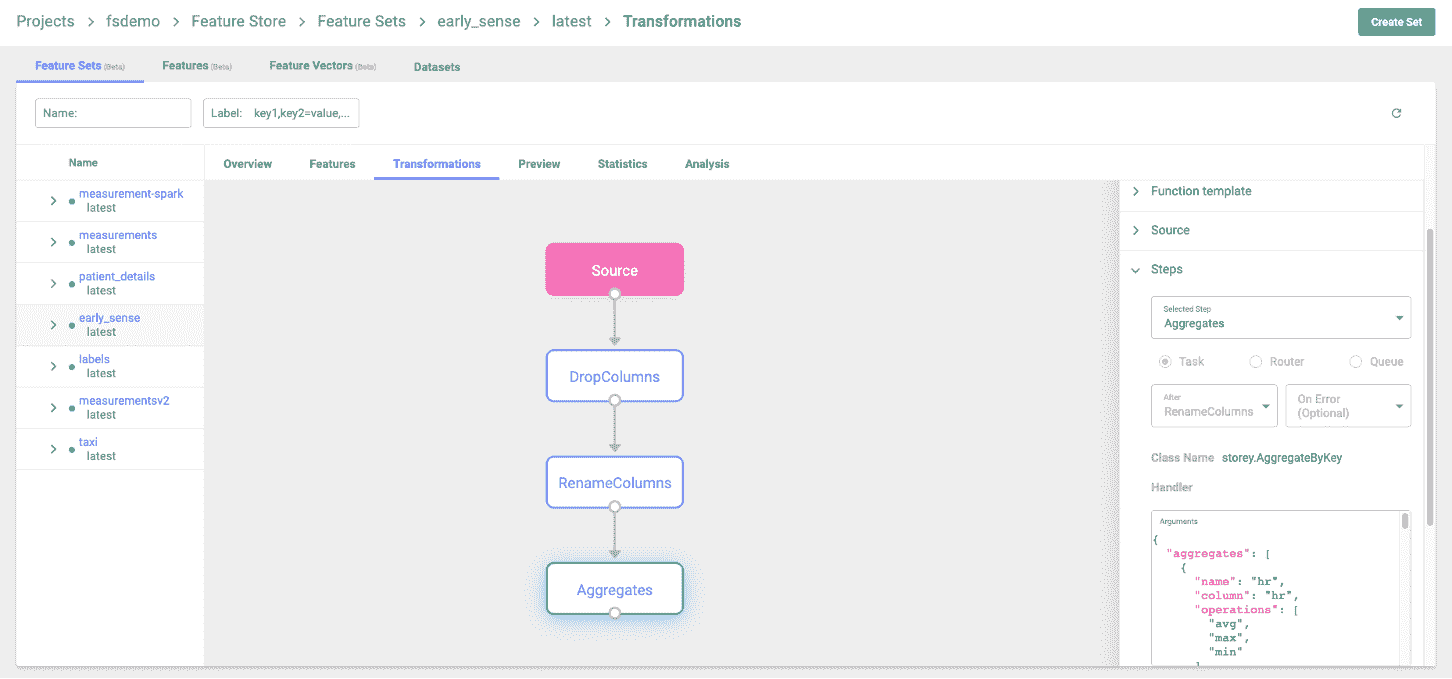 Projects > fsdemo > Feature Store > Feature Sets > early_sense > latest > Transformations
Create Set
Feature Sets (Beta) Features (Beta) Feature Vectors (Beta) Datasets
Name:
Label: key1,key2=value,...
Name
Overview Features Transformations Preview Statistics Analysis
measurement-spark
latest
measurements
latest
patient_details
latest
early_sense
latest
labels
latest
measurementsv2
latest
taxi
latest
Source
DropColumns
RenameColumns
Aggregates
Function template
Source
Steps
Selected Step
Aggregates
Task Router Queue
After
RenameColumns
On Error
(Optional)
Class Name storey.AggregateByKey
Handler
Arguments
{
"aggregates": [
{
"name": "hr",
"column": "hr",
"operations": [
"avg",
"max",
"min"
]